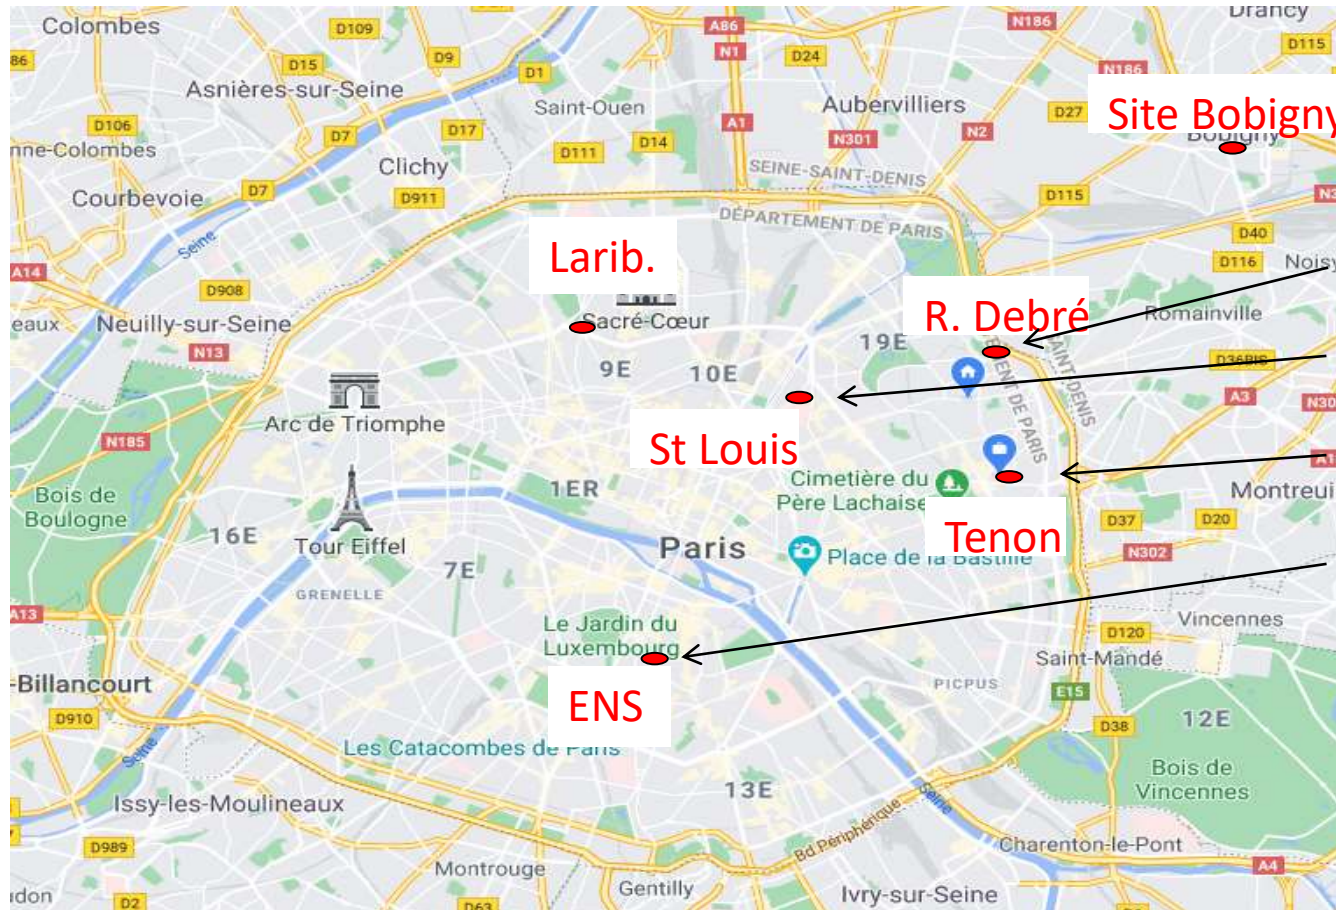 Colombes
D109
A86
N1
D24
N186
Drancy
D115
86
D15
D9
D1
Asnières-sur-Seine
Saint-Ouen
Aubervilliers
N186
D27
Site Bobigny
Bobigny
D106
D7
D17
D14
A1
N301
N2
D111
nne-Colombes
Clichy
SEINE-SAINT-DENIS
Courbevoie
D7
D911
D115
DÉPARTEMENT DE PARIS
Seine
D40
Larib.
A14
D116
Noisy
D908
R. Debré
Romainville
eaux
Neuilly-sur-Seine
Sacré-Cœur
19E
N13
9E
10E
D36BIS
A3
N30
Arc de Triomphe
N185
St Louis
Cimetière du
Père Lachaise
1ER
Montreui
Bois de
Boulogne
16E
Tour Eiffel
Paris
Tenon
D37
D20
N302
Place de la Bastille
7E
GRENELLE
A13
Le Jardin du
Luxembourg
Vincennes
D120
Saint-Mandé
-Billancourt
ENS
PICPUS
E15
D910
Seine
Les Catacombes de Paris
D38
12E
Bois de
Vincennes
13E
Issy-les-Moulineaux
Bd Périphérique
Seine
D989
Charenton-le-Pont
Montrouge
Gentilly
A4
udon
D2
D63
Ivry-sur-Seine